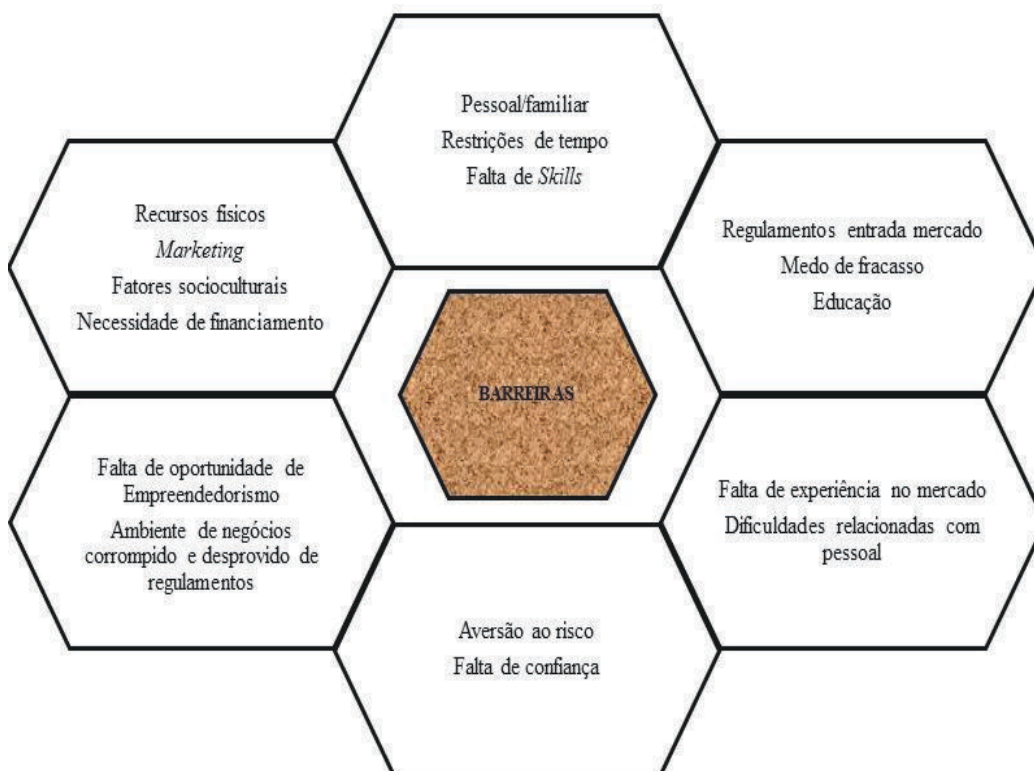 Pessoal/familiar
Restrições de tempo
Falta de Skills
Recursos físicos
Marketing
Fatores socioculturais
Necessidade de financiamento
Regulamentos entrada mercado
Medo de fracasso
Educação
BARREIRAS
Falta de oportunidade de
Empreendedorismo
Ambiente de negócios
corrompido e desprovido de
regulamentos
Falta de experiência no mercado
Dificuldades relacionadas com
pessoal
Aversão ao risco
Falta de confiança